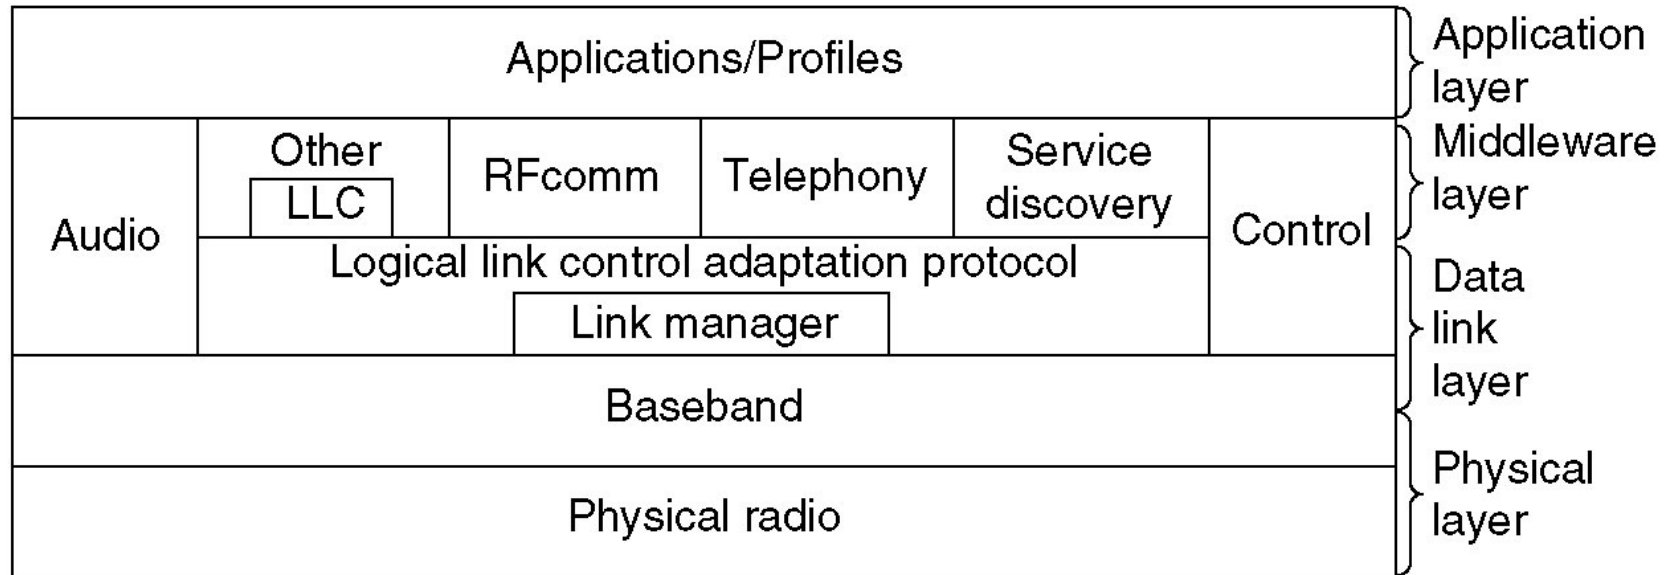 Applications/Profiles
Application
layer
Other
LLC
RFcomm
Telephony
Service
discovery
Middleware
layer
Audio
Control
Logical link control adaptation protocol
Link manager
Data
link
layer
Baseband
Physical radio
Physical
layer